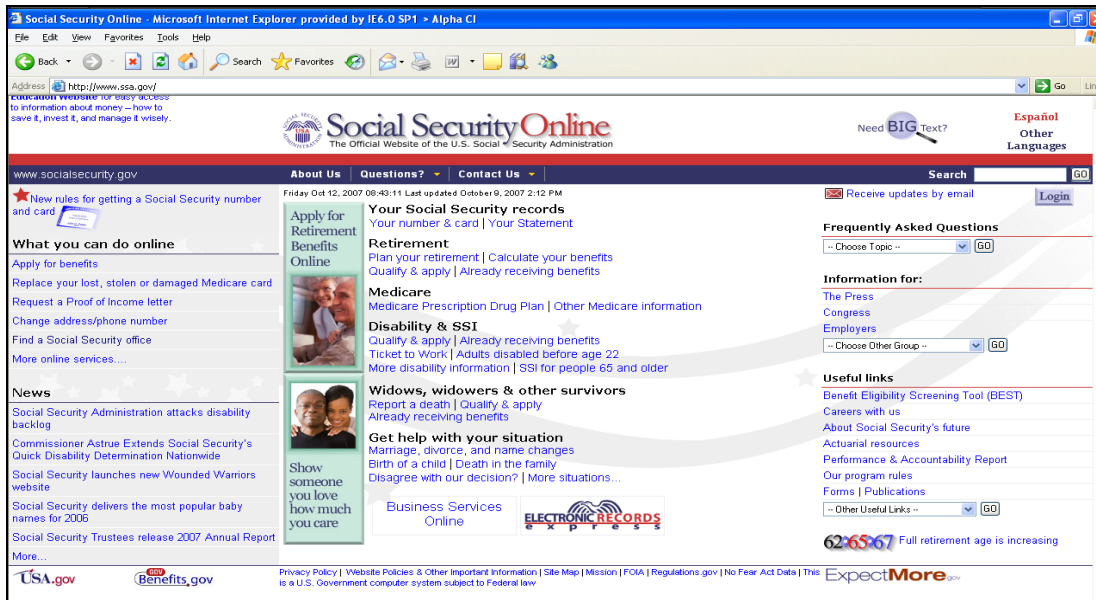 Social Security Online - Microsoft Internet Explorer provided by IE6.0 SP1 > Alpha CI
File Edit View Favorites Tools Help
Back Search Favorites
Address http://www.ssa.gov/ Go Lin
Education Website for easy access
to information about money -- how to
save it, invest it, and manage it wisely.
Social Security Online
The Official Website of the U.S. Social Security Administration
Need BIG Text?
Español
Other
Languages
www.socialsecurity.gov About Us Questions? Contact Us Search GO
New rules for getting a Social Security number
and card
What you can do online
Apply for benefits
Replace your lost, stolen or damaged Medicare card
Request a Proof of Income letter
Change address/phone number
Find a Social Security office
More online services....
News
Social Security Administration attacks disability
backlog
Commissioner Astrue Extends Social Security's
Quick Disability Determination Nationwide
Social Security launches new Wounded Warriors
website
Social Security delivers the most popular baby
names for 2006
Social Security Trustees release 2007 Annual Report
More...
Friday Oct 12, 2007 08:43:11 Last updated October 9, 2007 2:12 PM
Apply for
Retirement
Benefits
Online
Show
someone
you love
how much
you care
Your Social Security records
Your number & card | Your Statement
Retirement
Plan your retirement | Calculate your benefits
Qualify & apply | Already receiving benefits
Medicare
Medicare Prescription Drug Plan | Other Medicare information
Disability & SSI
Qualify & apply | Already receiving benefits
Ticket to Work | Adults disabled before age 22
More disability information | SSI for people 65 and older
Widows, widowers & other survivors
Report a death | Qualify & apply
Already receiving benefits
Get help with your situation
Marriage, divorce, and name changes
Birth of a child | Death in the family
Disagree with our decision? | More situations...
Business Services
Online
ELECTRONIC RECORDS
express
Receive updates by email
Login
Frequently Asked Questions
-- Choose Topic -- GO
Information for:
The Press
Congress
Employers
-- Choose Other Group -- GO
Useful links
Benefit Eligibility Screening Tool (BEST)
Careers with us
About Social Security's future
Actuarial resources
Performance & Accountability Report
Our program rules
Forms | Publications
-- Other Useful Links -- GO
62 65 67 Full retirement age is increasing
USA.gov
GOV Benefits.gov
Privacy Policy | Website Policies & Other Important Information | Site Map | Mission | FOIA | Regulations.gov | No Fear Act Data | This
is a U.S. Government computer system subject to Federal law
ExpectMore.gov